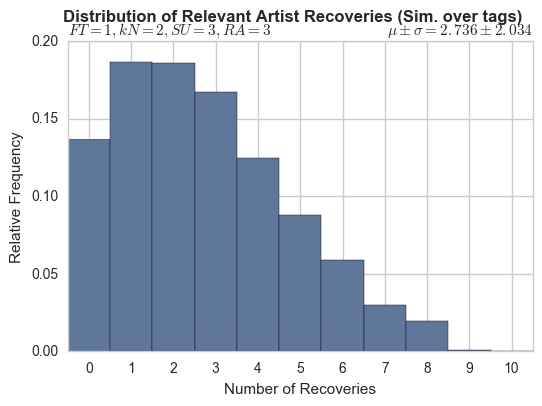 Distribution of Relevant Artist Recoveries (Sim. over tags)
FT = 1, kN = 2, SU = 3, RA = 3 μ ± σ = 2.736 ± 2.034
0.20
0.15
0.10
0.05
0.00
Relative Frequency
0 1 2 3 4 5 6 7 8 9 10
Number of Recoveries